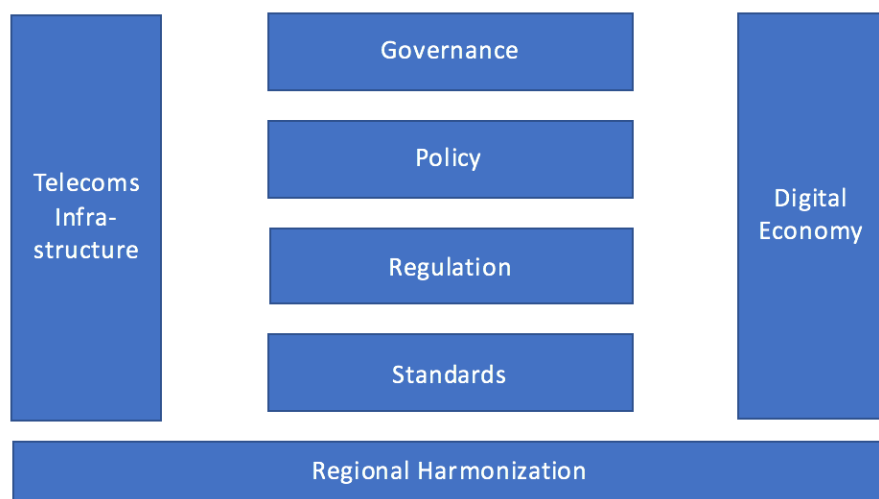 Telecoms
Infra-
structure
Governance
Policy
Regulation
Standards
Digital
Economy
Regional Harmonization